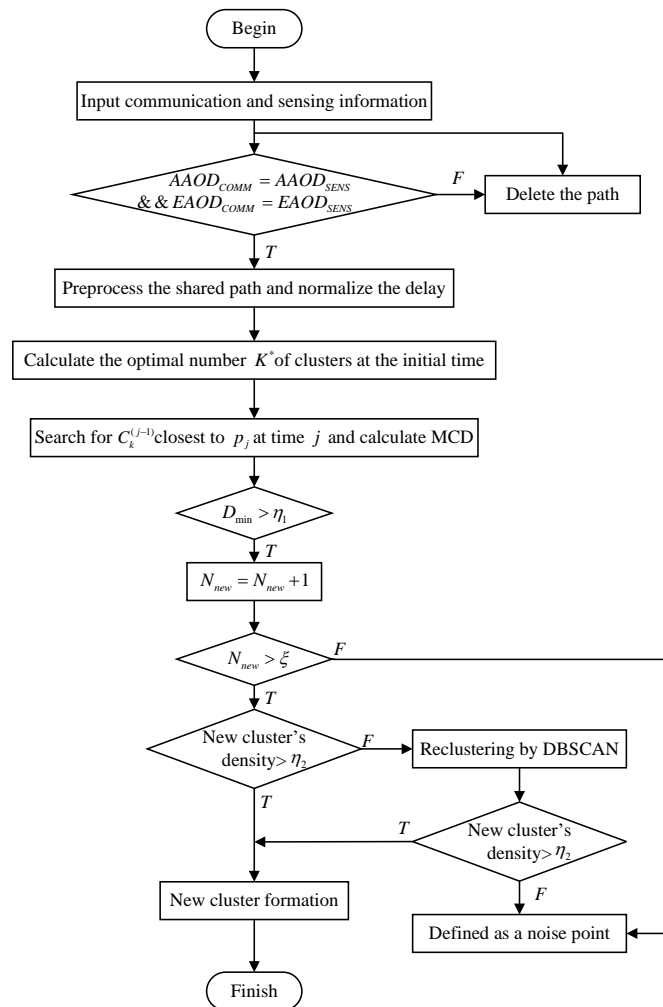 Begin
Input communication and sensing information
AAOD_COMM = AAOD_SENS
& & EAOD_COMM = EAOD_SENS
F
Delete the path
T
Preprocess the shared path and normalize the delay
Calculate the optimal number K* of clusters at the initial time
Search for C_k^(j-1) closest to p_j at time j and calculate MCD
D_min > η_1
T
N_new = N_new + 1
N_new > ξ
F
T
New cluster's
density> η_2
F
Reclustering by DBSCAN
T
New cluster's
density> η_2
T
F
New cluster formation
Defined as a noise point
Finish